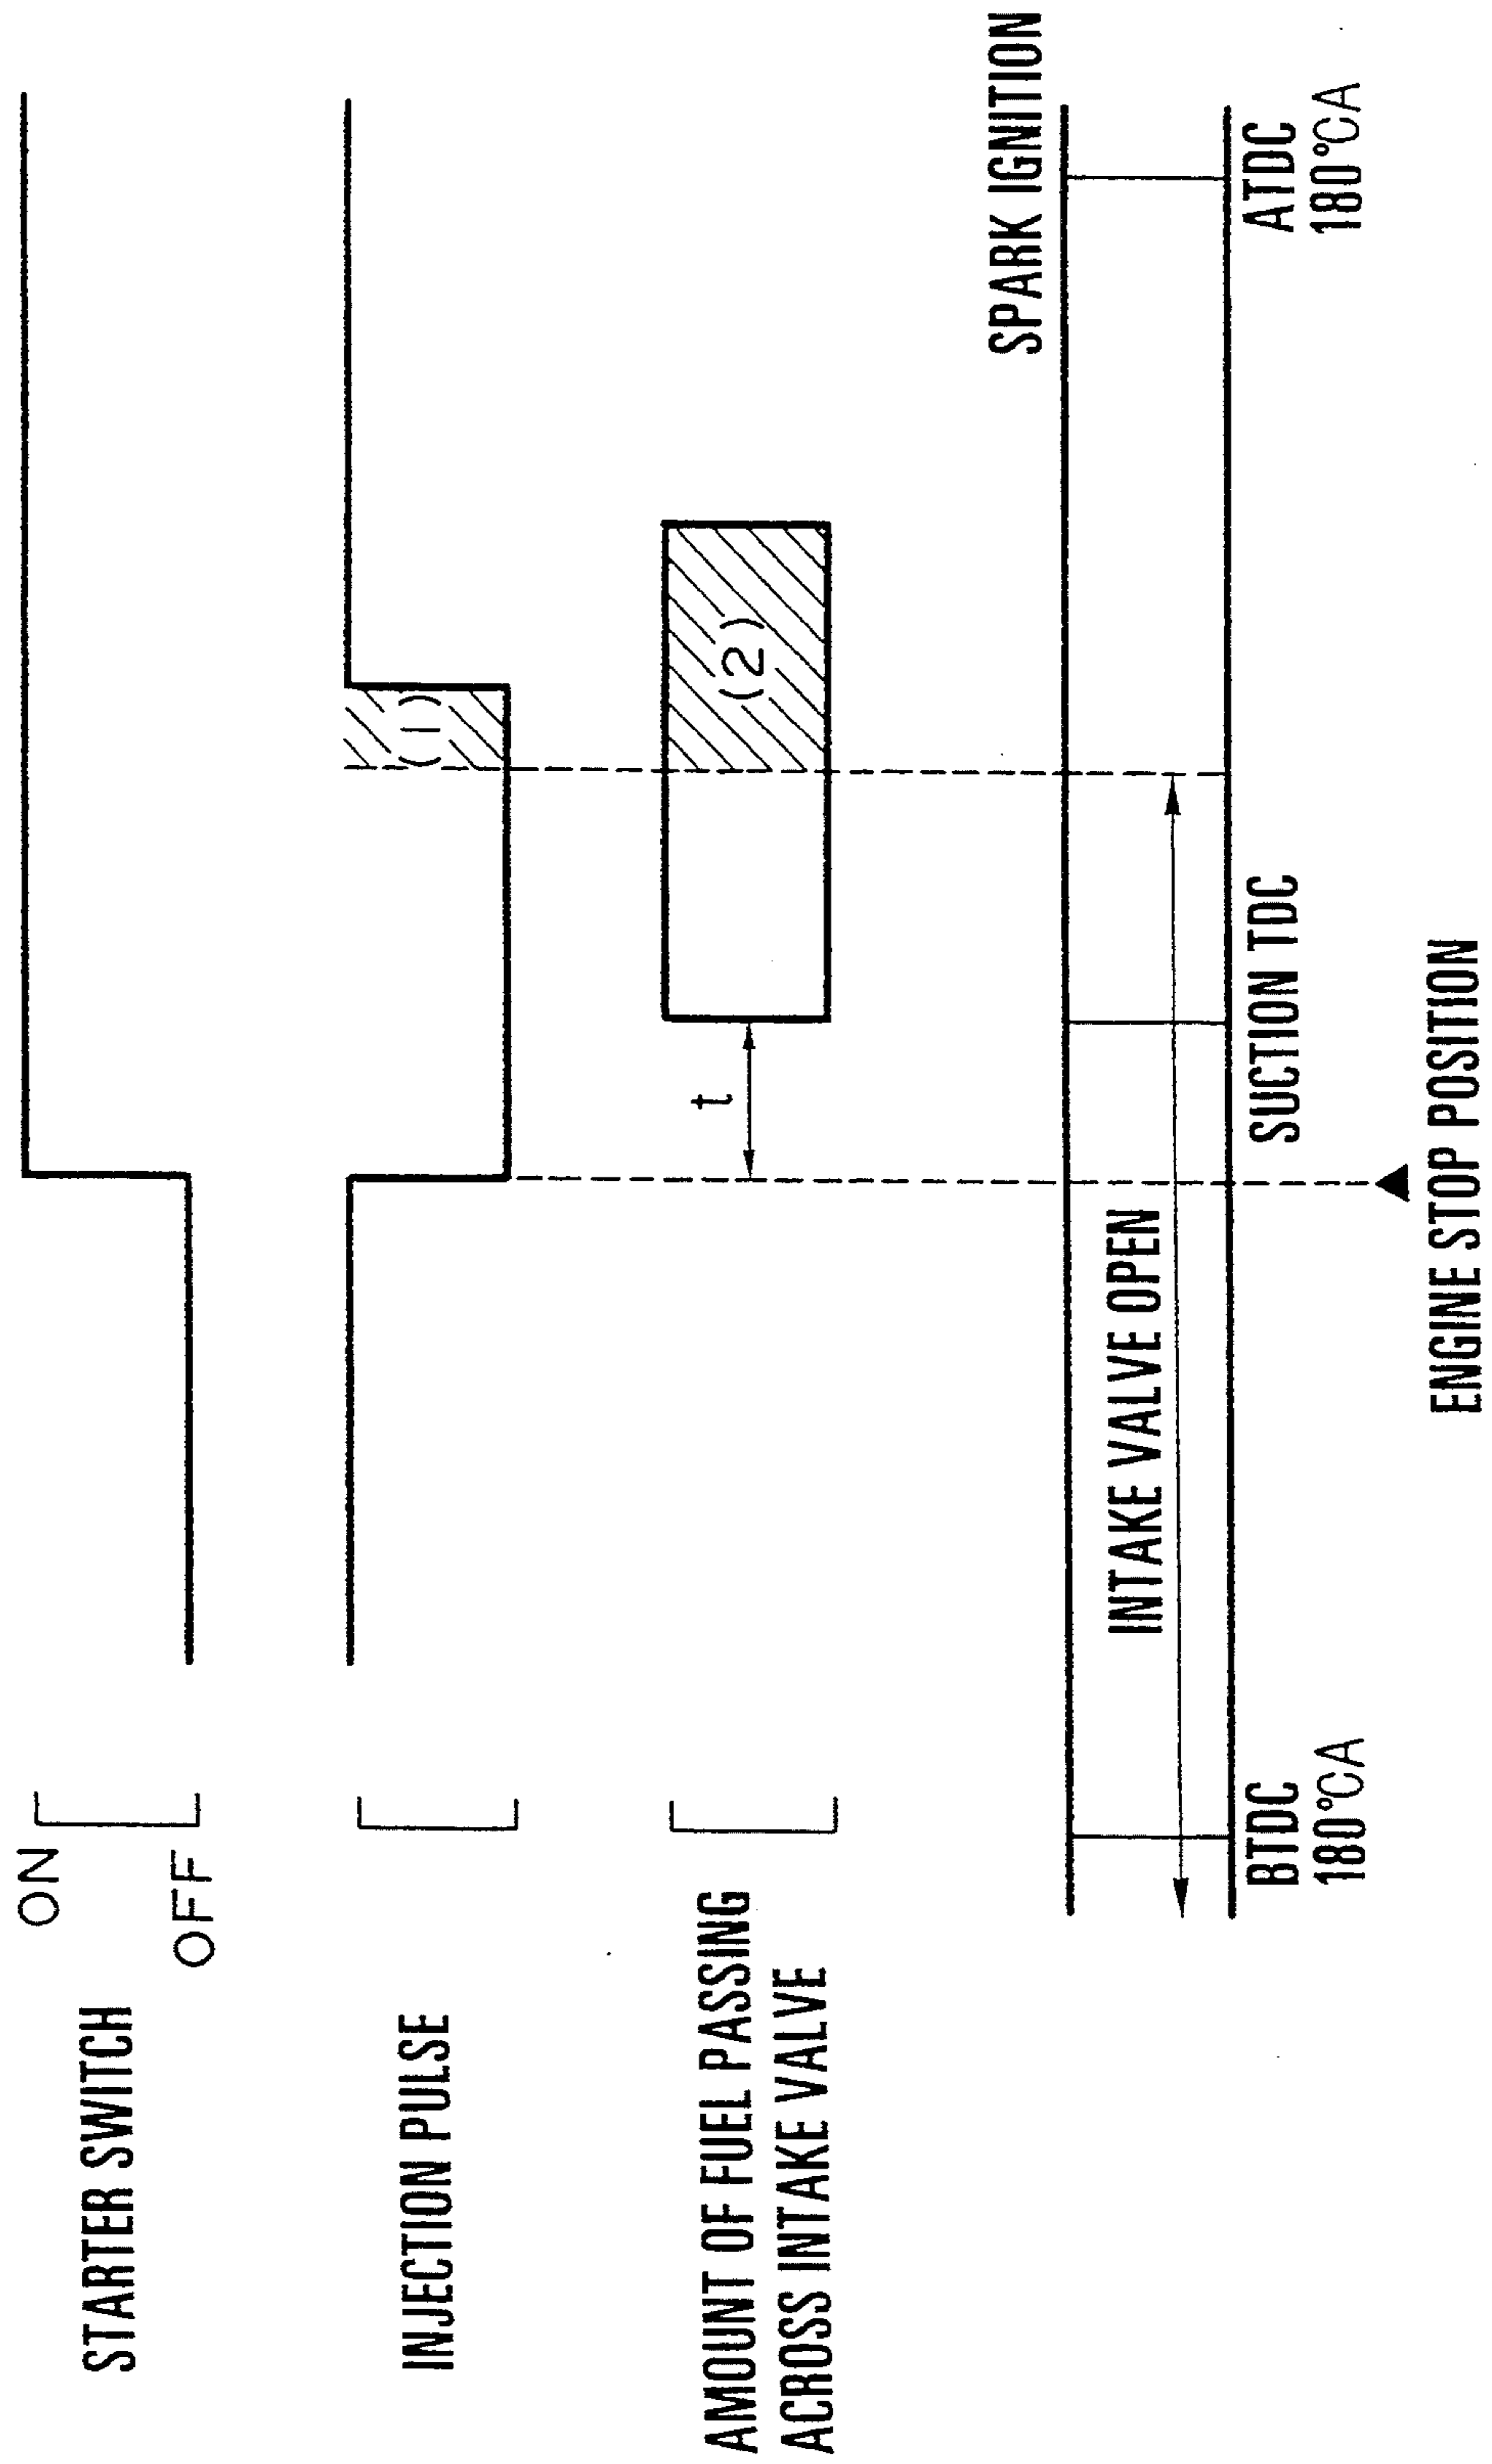 STARTER SWITCH
ON
OFF
INJECTION PULSE
(1)
AMOUNT OF FUEL PASSING
ACROSS INTAKE VALVE
t
(2)
SPARK IGNITION
INTAKE VALVE OPEN
BTDC
180°CA
SUCTION TDC
ATDC
180°CA
ENGINE STOP POSITION